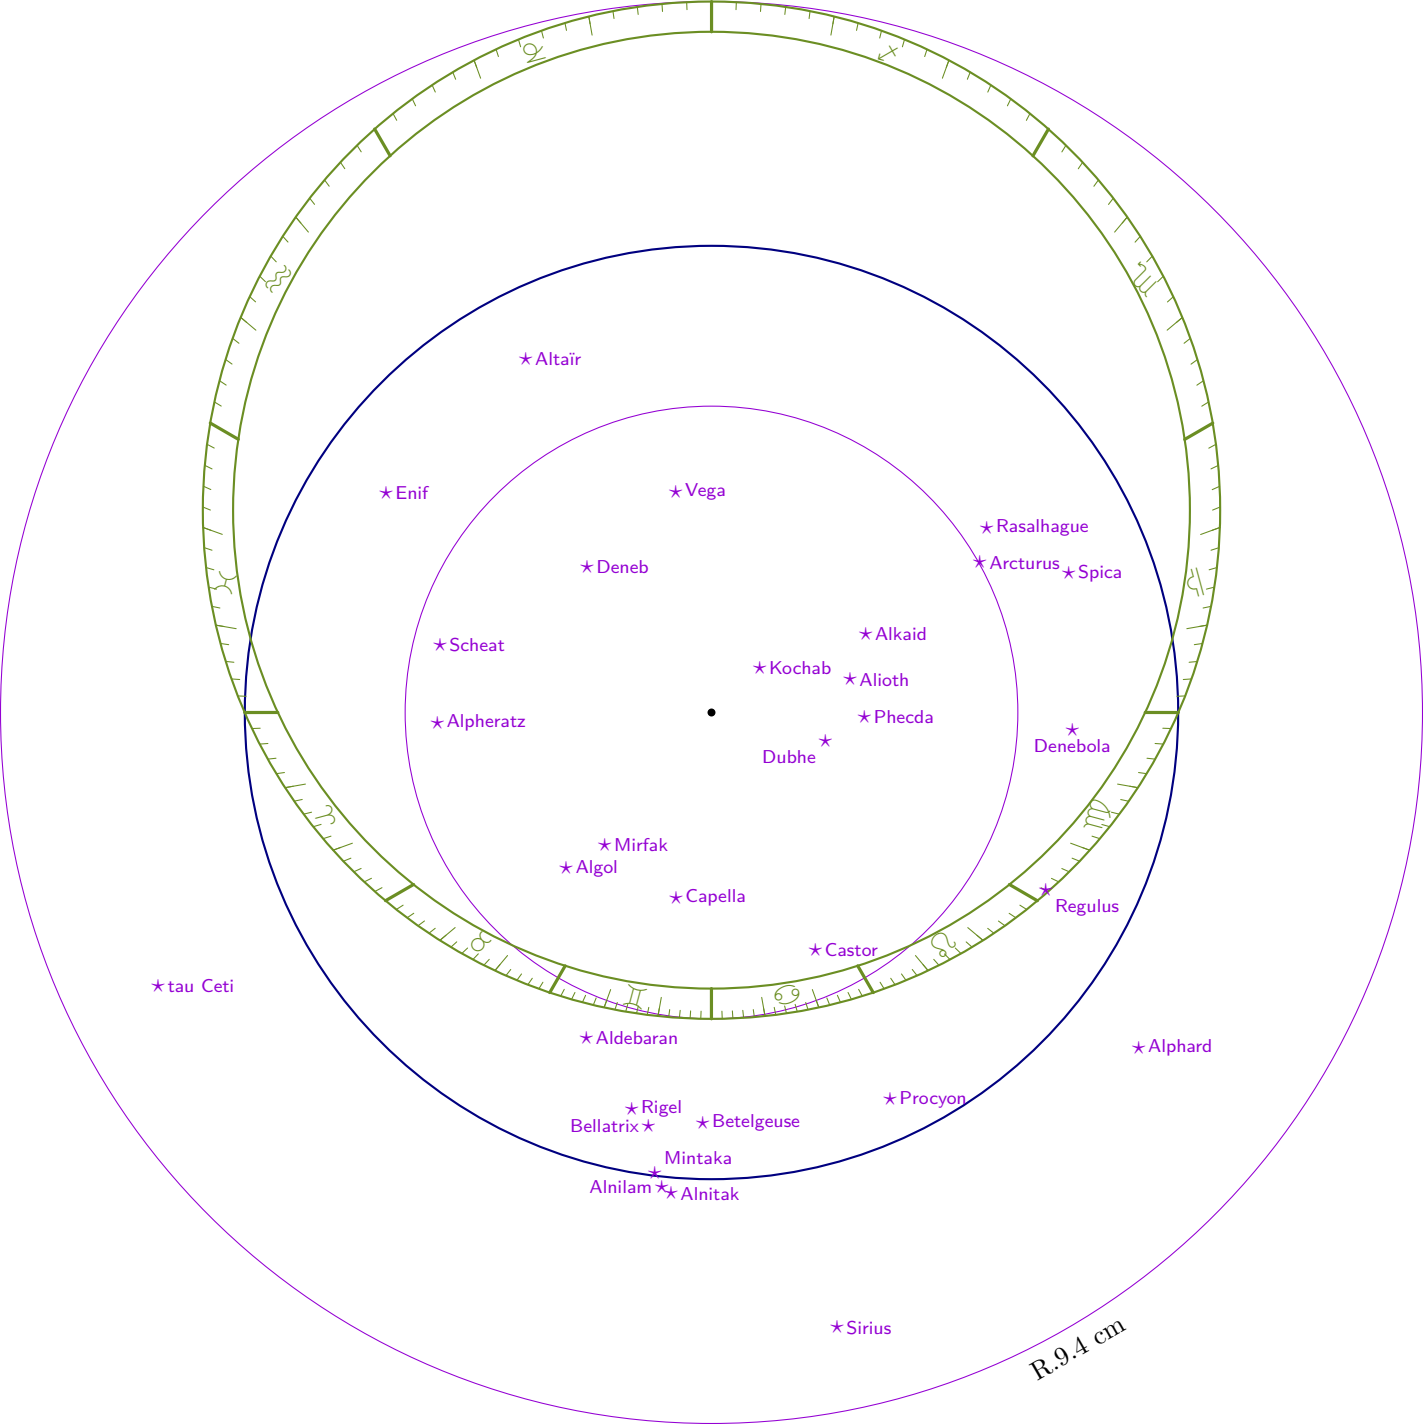 Altaïr
Enif
Vega
Rasalhague
Deneb
Arcturus
Spica
Alkaid
Scheat
Kochab
Alioth
Phecda
Alpheratz
Denebola
Dubhe
Mirfak
Algol
Capella
Regulus
Castor
tau Ceti
Aldebaran
Alphard
Procyon
Rigel
Betelgeuse
Bellatrix
Mintaka
Alnilam
Alnitak
Sirius
R.9.4 cm